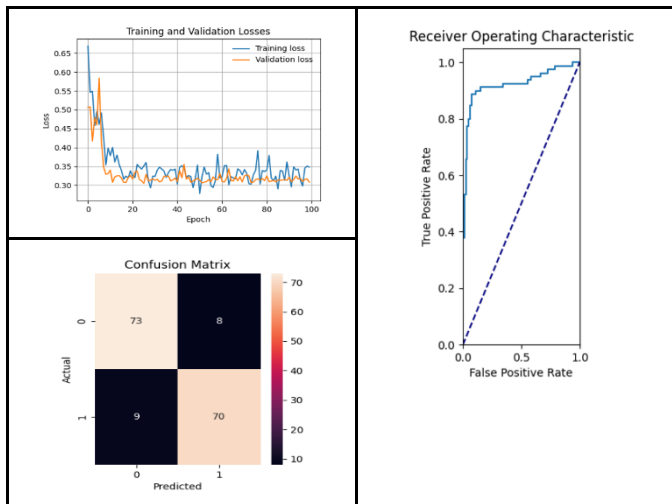 Training and Validation Losses
Training loss
Validation loss
0.65
0.60
0.55
0.50
0.45
0.40
0.35
0.30
Loss
0 20 40 60 80 100
Epoch
Confusion Matrix
0
1
Actual
73 8
9 70
0 1
Predicted
70
60
50
40
30
20
10
Receiver Operating Characteristic
1.0
0.8
0.6
0.4
0.2
0.0
True Positive Rate
0.0 0.5 1.0
False Positive Rate